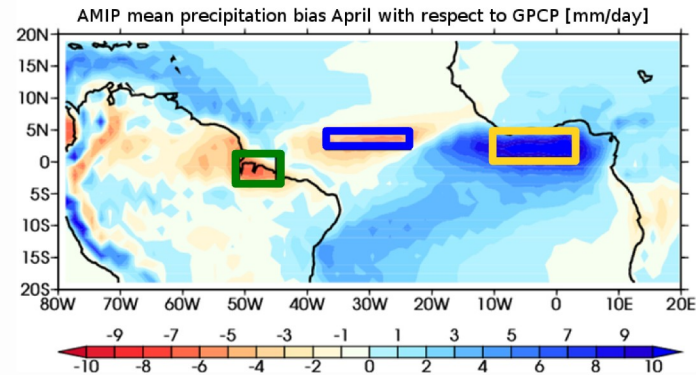 AMIP mean precipitation bias April with respect to GPCP [mm/day]
20N
15N
10N
5N
0
5S
10S
15S
20S
80W 70W 60W 50W 40W 30W 20W 10W 0 10E 20E
-9 -7 -5 -3 -1 1 3 5 7 9
-10 -8 -6 -4 -2 0 2 4 6 8 10